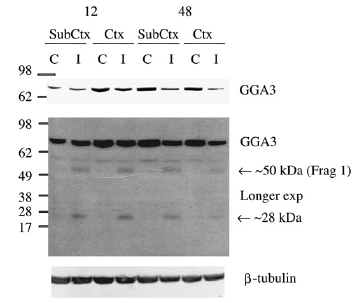 12 48
SubCtx Ctx SubCtx Ctx
C I C I C I C I
98
62
GGA3
98
62
49
38
28
17
GGA3
← ~50 kDa (Frag 1)
Longer exp
← ~28 kDa
β-tubulin